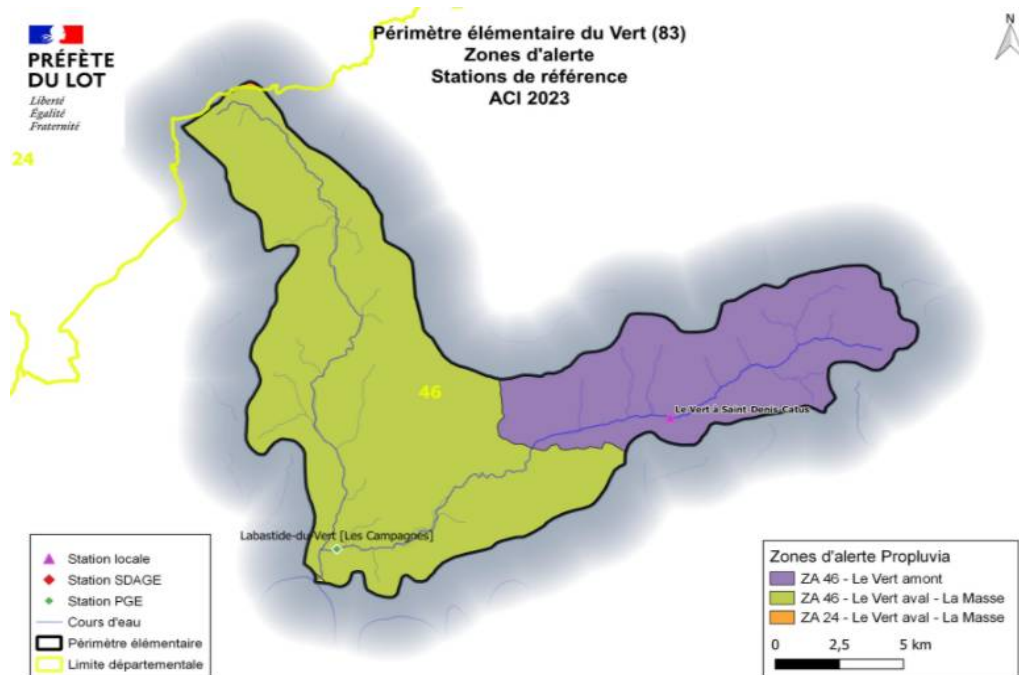 PRÉFÈTE
DU LOT
Liberté
Égalité
Fraternité
Périmètre élémentaire du Vert (83)
Zones d'alerte
Stations de référence
ACI 2023
N
24
46
Le Vert à Saint-Denis-Catus
Labastide-du-Vert [Les Campagnes]
Station locale
Station SDAGE
Station PGE
Cours d'eau
Périmètre élémentaire
Limite départementale
Zones d'alerte Propluvia
ZA 46 - Le Vert amont
ZA 46 - Le Vert aval - La Masse
ZA 24 - Le Vert aval - La Masse
0 2,5 5 km